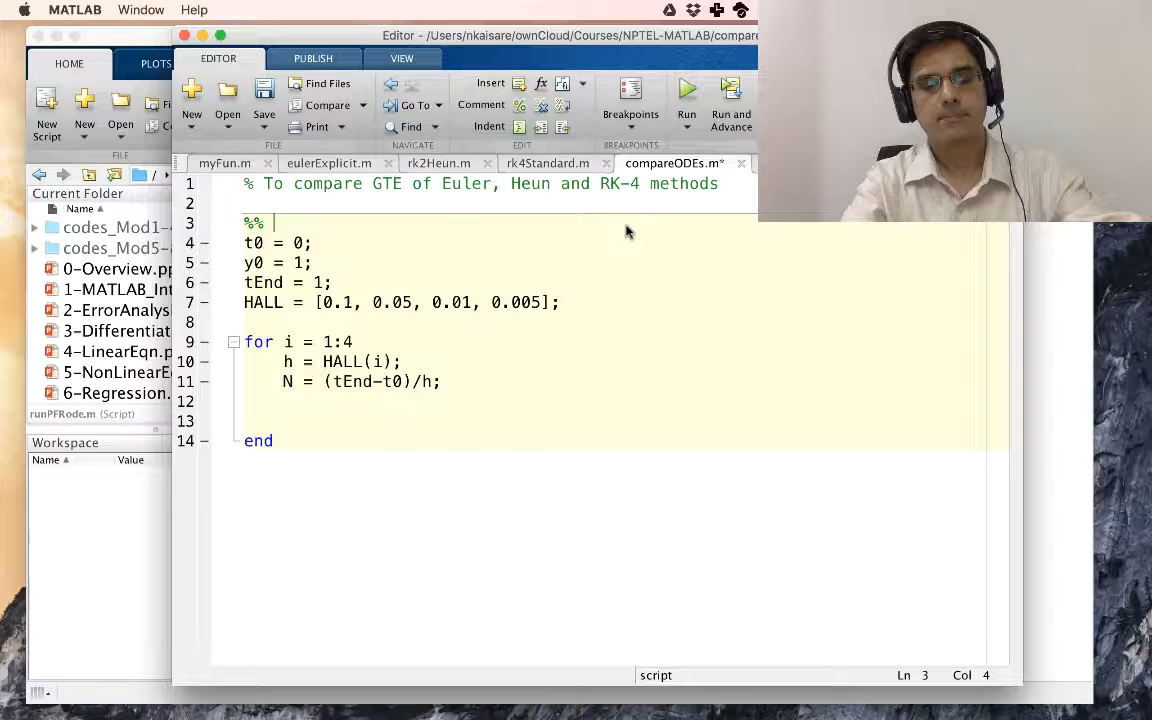 MATLAB Window Help
Editor - /Users/nkaisare/ownCloud/Courses/NPTEL-MATLAB/compare
HOME PLOTS
EDITOR PUBLISH VIEW
New Script
New
Open
FILE
New
Open
Save
Find Files
Compare
Print
FILE
Go To
Find
NAVIGATE
Insert
Comment
Indent
EDIT
Breakpoints
BREAKPOINTS
Run
Run and Advance
myFun.m eulerExplicit.m rk2Heun.m rk4Standard.m compareODEs.m*
Current Folder
Name
codes_Mod1-
codes_Mod5-
0-Overview.pp
1-MATLAB_Int
2-ErrorAnalys
3-Differentiat
4-LinearEqn.p
5-NonLinearE
6-Regression.
runPFRode.m (Script)
Workspace
Name Value
1 % To compare GTE of Euler, Heun and RK-4 methods
2
3 %%
4 – t0 = 0;
5 – y0 = 1;
6 – tEnd = 1;
7 – HALL = [0.1, 0.05, 0.01, 0.005];
8
9 – for i = 1:4
10 – h = HALL(i);
11 – N = (tEnd-t0)/h;
12
13
14 – end
script Ln 3 Col 4